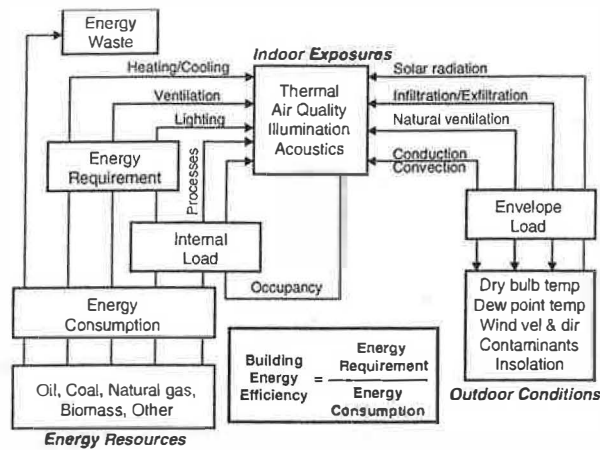 Energy
Waste
Indoor Exposures
Heating/Cooling
Ventilation
Lighting
Processes
Thermal
Air Quality
Illumination
Acoustics
Solar radiation
Infiltration/Exfiltration
Natural ventilation
Conduction
Convection
Energy
Requirement
Internal
Load
Envelope
Load
Occupancy
Energy
Consumption
Dry bulb temp
Dew point temp
Wind vel & dir
Contaminants
Insolation
Outdoor Conditions
Building
Energy
Efficiency
=
Energy
Requirement
Energy
Consumption
Oil, Coal, Natural gas,
Biomass, Other
Energy Resources